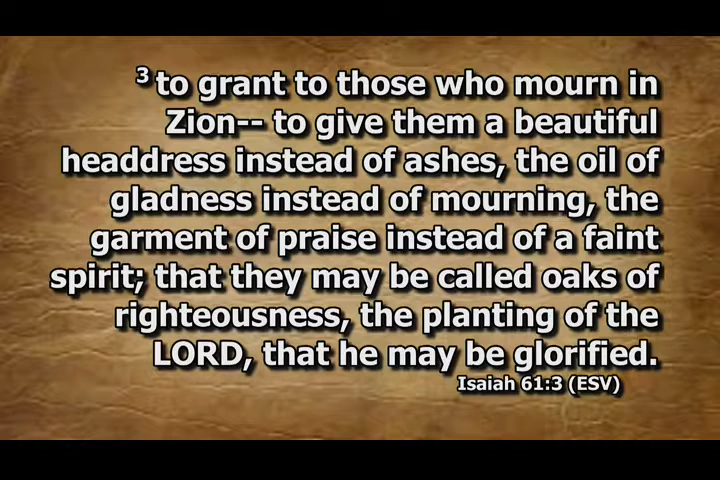 3 to grant to those who mourn in
Zion-- to give them a beautiful
headdress instead of ashes, the oil of
gladness instead of mourning, the
garment of praise instead of a faint
spirit; that they may be called oaks of
righteousness, the planting of the
LORD, that he may be glorified.
Isaiah 61:3 (ESV)